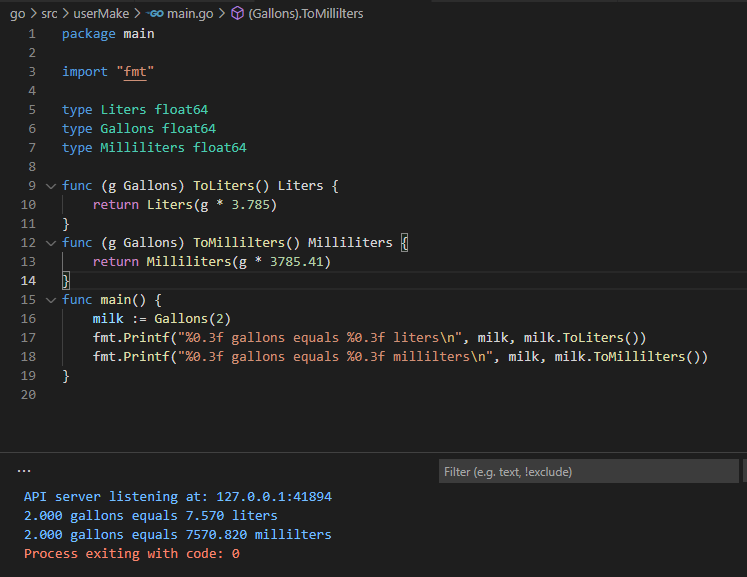 go > src > userMake > GO main.go > (Gallons).ToMillilters
1 package main
2
3 import "fmt"
4
5 type Liters float64
6 type Gallons float64
7 type Milliliters float64
8
9 func (g Gallons) ToLiters() Liters {
10     return Liters(g * 3.785)
11 }
12 func (g Gallons) ToMillilters() Milliliters {
13     return Milliliters(g * 3785.41)
14 }
15 func main() {
16     milk := Gallons(2)
17     fmt.Printf("%0.3f gallons equals %0.3f liters\n", milk, milk.ToLiters())
18     fmt.Printf("%0.3f gallons equals %0.3f millilters\n", milk, milk.ToMillilters())
19 }
20
... Filter (e.g. text, !exclude)
API server listening at: 127.0.0.1:41894
2.000 gallons equals 7.570 liters
2.000 gallons equals 7570.820 millilters
Process exiting with code: 0